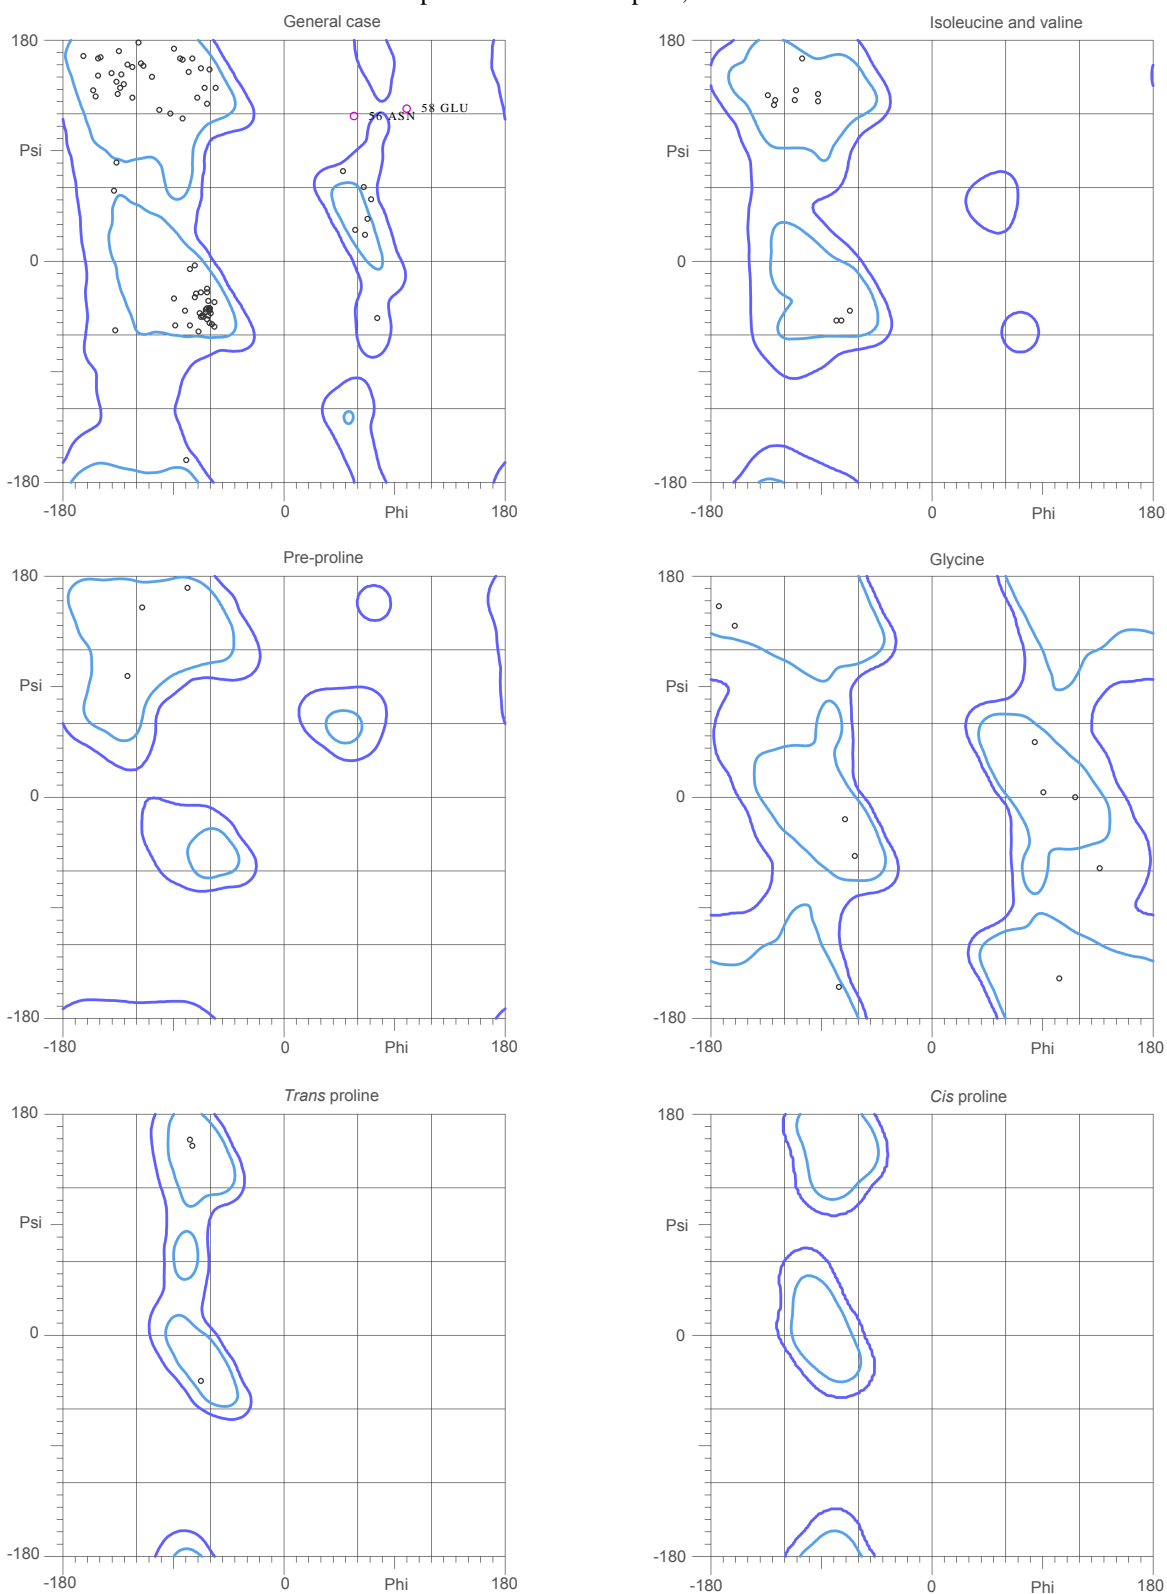 General case
Isoleucine and valine
180
180
58 GLU
56 ASN
Psi
Psi
0
0
-180
-180
-180
0
Phi
180
-180
0
Phi
180
Pre-proline
Glycine
180
180
Psi
Psi
0
0
-180
-180
-180
0
Phi
180
-180
0
Phi
180
Trans proline
Cis proline
180
180
Psi
Psi
0
0
-180
-180
-180
0
Phi
180
-180
0
Phi
180